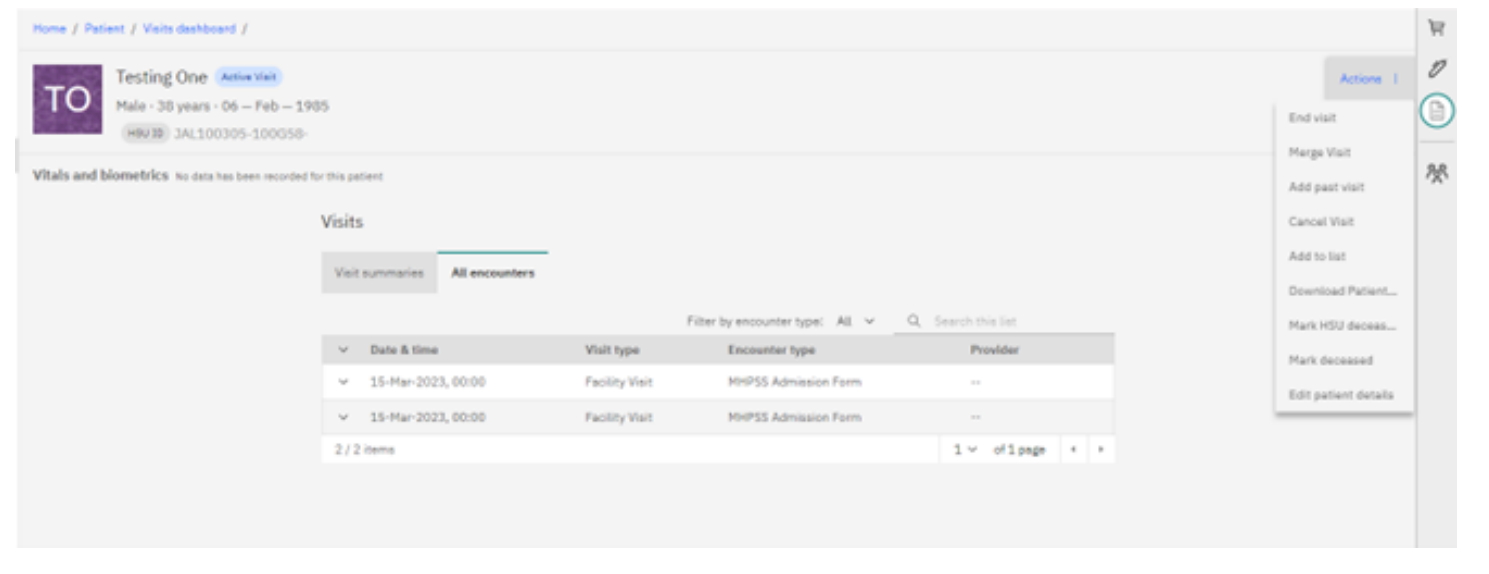 Home / Patient / Visits dashboard /
TO
Testing One Active Visit
Male · 38 years · 06 — Feb — 1985
HSU ID JAL100305-100G58-
Actions
End visit
Merge Visit
Add past visit
Cancel Visit
Add to list
Download Patient...
Mark HSU deceas...
Mark deceased
Edit patient details
Vitals and biometrics No data has been recorded for this patient
Visits
Visit summaries All encounters
Filter by encounter type: All Search this list
Date & time Visit type Encounter type Provider
15-Mar-2023, 00:00 Facility Visit MHPSS Admission Form --
15-Mar-2023, 00:00 Facility Visit MHPSS Admission Form --
2 / 2 items 1 of 1 page